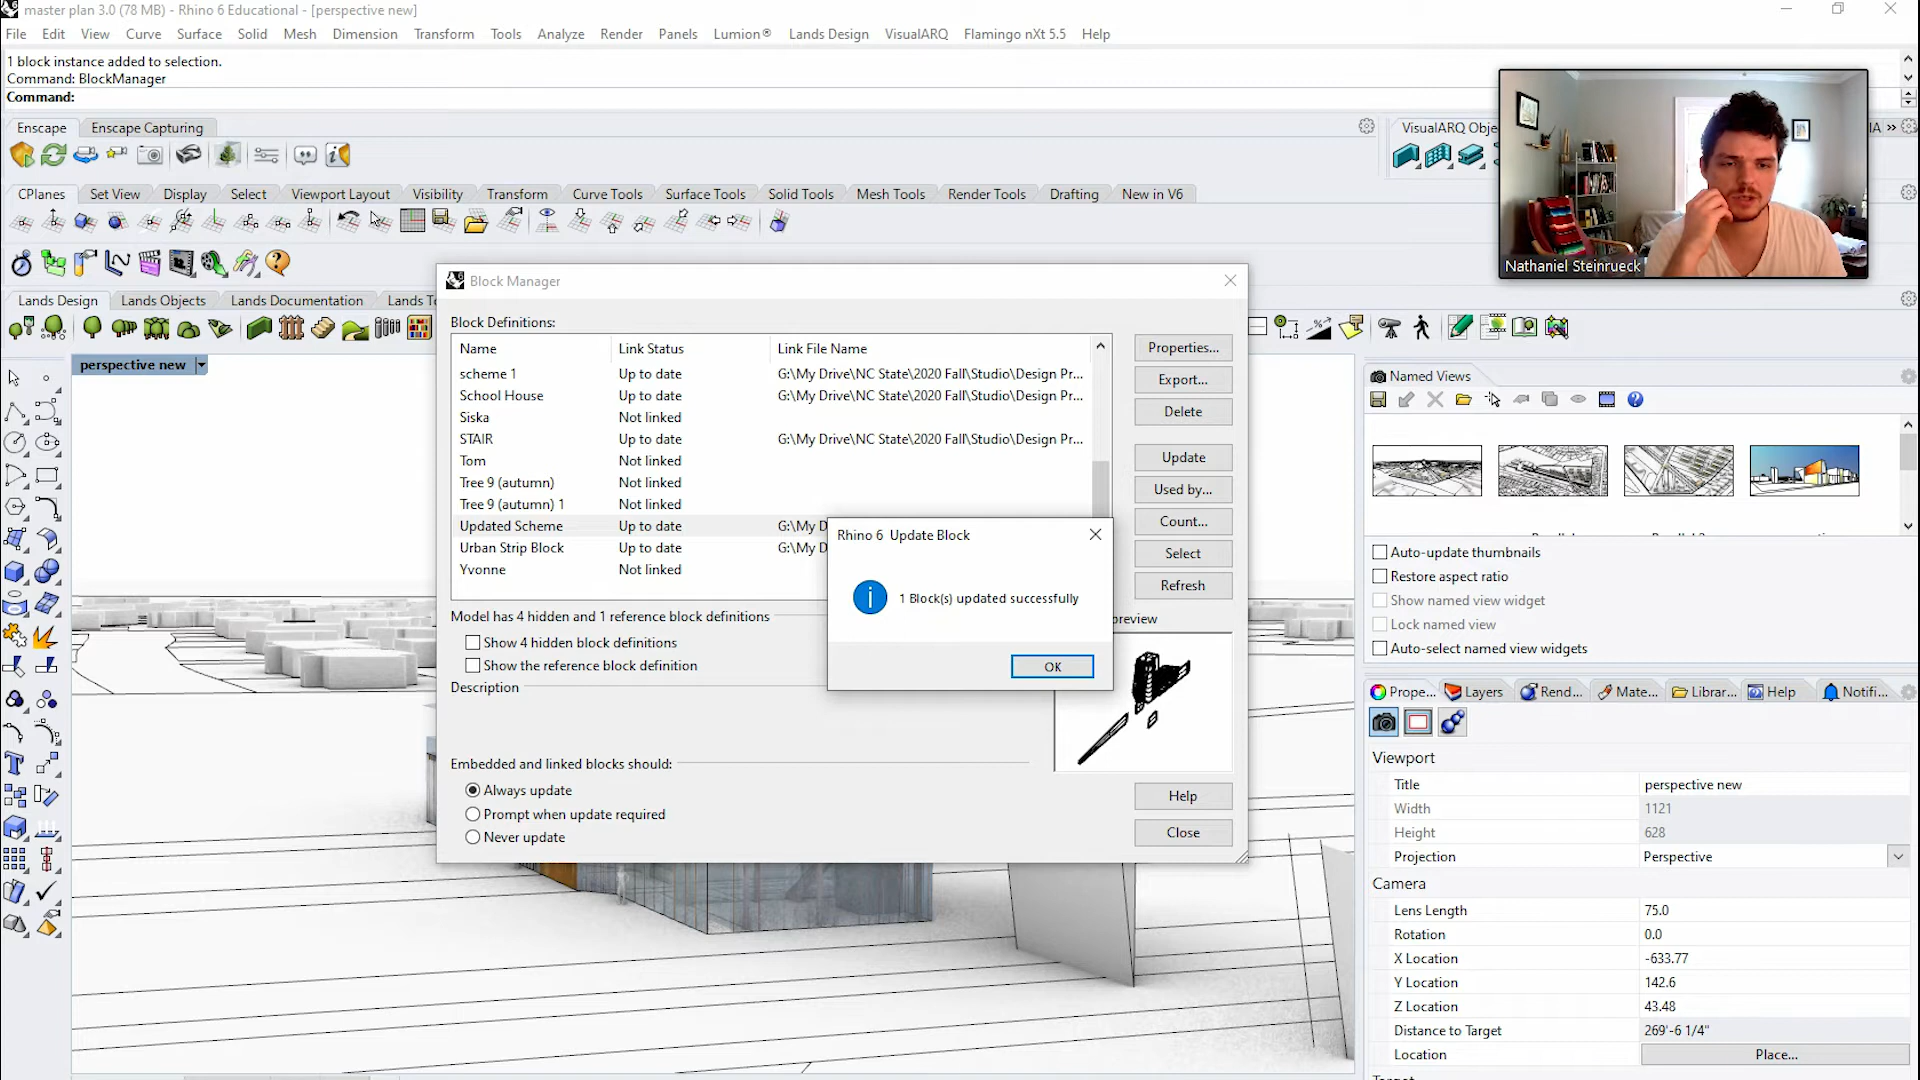 master plan 3.0 (78 MB) - Rhino 6 Educational - [perspective new]
File Edit View Curve Surface Solid Mesh Dimension Transform Tools Analyze Render Panels Lumion® Lands Design VisualARQ Flamingo nXt 5.5 Help
1 block instance added to selection.
Command: BlockManager
Command:
Enscape Enscape Capturing
VisualARQ Obje
CPlanes Set View Display Select Viewport Layout Visibility Transform Curve Tools Surface Tools Solid Tools Mesh Tools Render Tools Drafting New in V6
Nathaniel Steinrueck
Lands Design Lands Objects Lands Documentation Lands T
perspective new
Block Manager
Block Definitions:
Name Link Status Link File Name
scheme 1 Up to date G:\My Drive\NC State\2020 Fall\Studio\Design Pr...
School House Up to date G:\My Drive\NC State\2020 Fall\Studio\Design Pr...
Siska Not linked
STAIR Up to date G:\My Drive\NC State\2020 Fall\Studio\Design Pr...
Tom Not linked
Tree 9 (autumn) Not linked
Tree 9 (autumn) 1 Not linked
Updated Scheme Up to date G:\My D
Urban Strip Block Up to date G:\My D
Yvonne Not linked
Model has 4 hidden and 1 reference block definitions
Show 4 hidden block definitions
Show the reference block definition
Description
Embedded and linked blocks should:
Always update
Prompt when update required
Never update
Properties...
Export...
Delete
Update
Used by...
Count...
Select
Refresh
preview
Help
Close
Rhino 6 Update Block
1 Block(s) updated successfully
OK
Named Views
Auto-update thumbnails
Restore aspect ratio
Show named view widget
Lock named view
Auto-select named view widgets
Prope... Layers Rend... Mate... Librar... Help Notifi...
Viewport
Title perspective new
Width 1121
Height 628
Projection Perspective
Camera
Lens Length 75.0
Rotation 0.0
X Location -633.77
Y Location 142.6
Z Location 43.48
Distance to Target 269'-6 1/4"
Location Place...